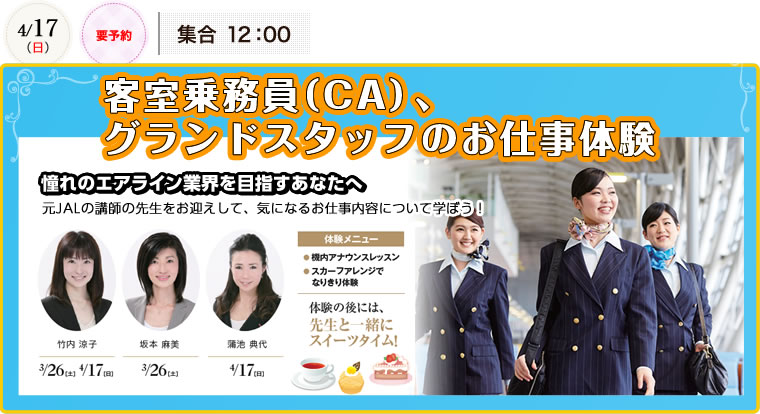 4/17
(日)
要予約
集合 12:00
客室乗務員(CA)、
グランドスタッフのお仕事体験
憧れのエアライン業界を目指すあなたへ
元JALの講師の先生をお迎えして、気になるお仕事内容について学ぼう！
竹内 涼子
3/26[土] 4/17[日]
坂本 麻美
3/26[土]
蒲池 典代
4/17[日]
体験メニュー
●機内アナウンスレッスン
●スカーフアレンジで
なりきり体験
体験の後には、
先生と一緒に
スイーツタイム!